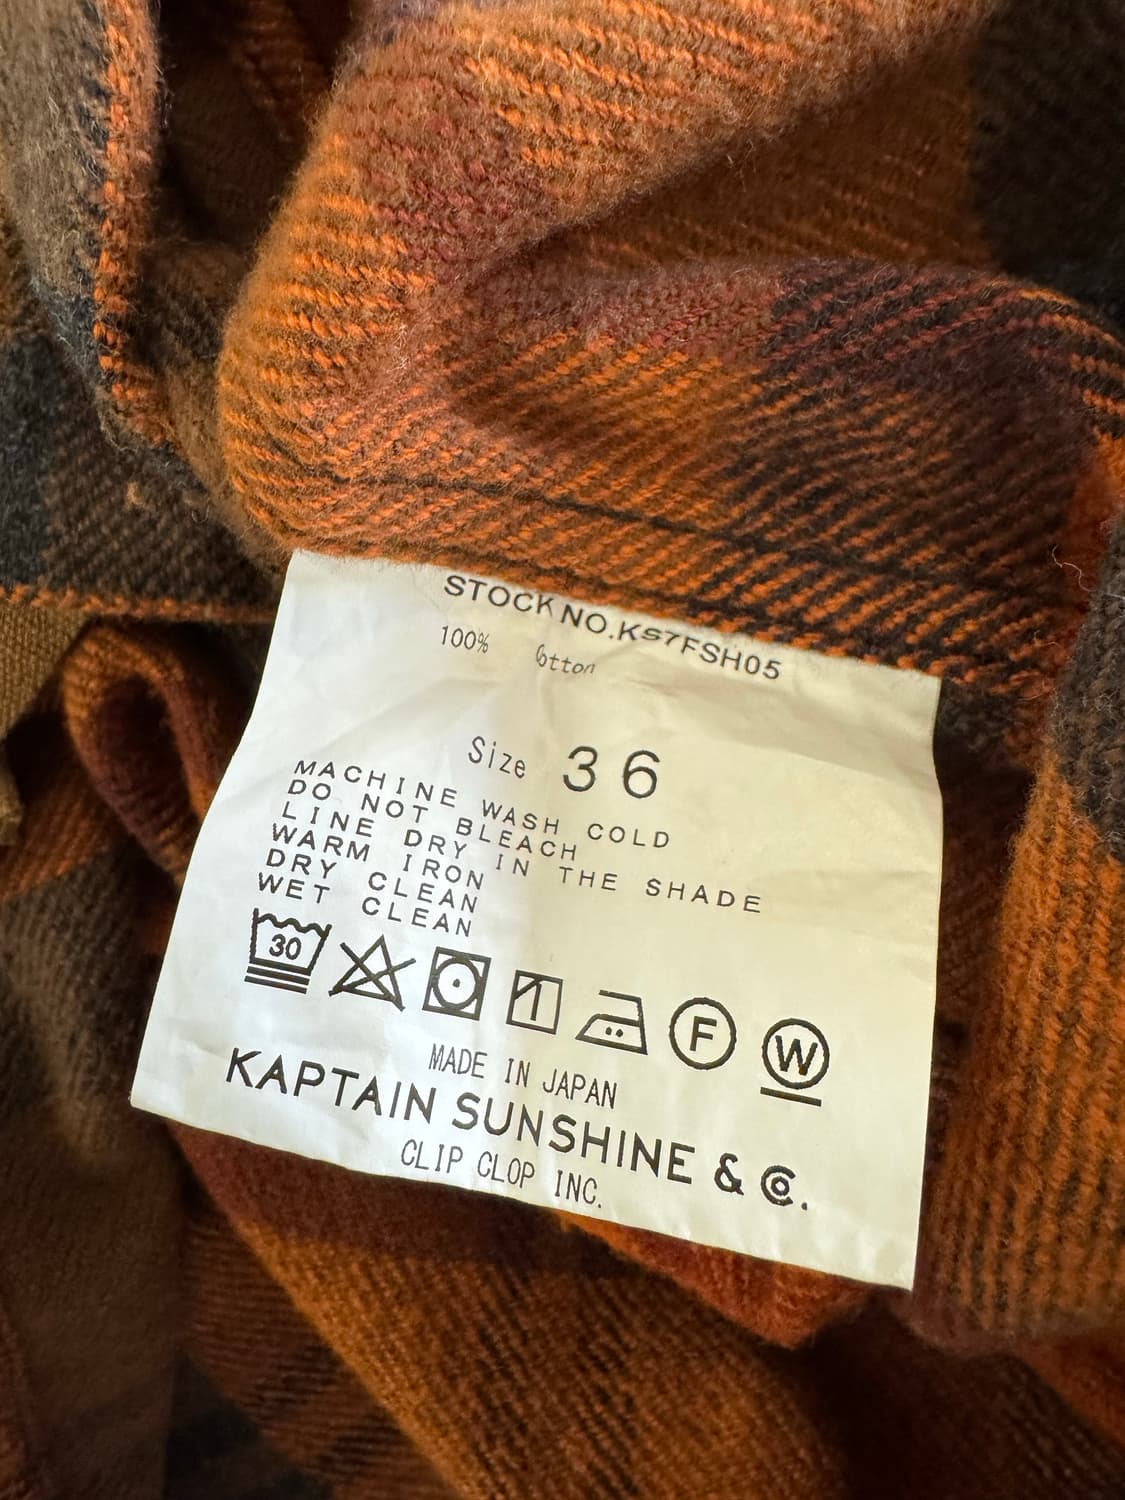 STOCK NO.KS7FSH05
100% Cotton
Size 36
MACHINE WASH COLD
DO NOT BLEACH
LINE DRY IN THE SHADE
WARM IRON
DRY CLEAN
WET CLEAN
30 F W
MADE IN JAPAN
KAPTAIN SUNSHINE & Co.
CLIP CLOP INC.